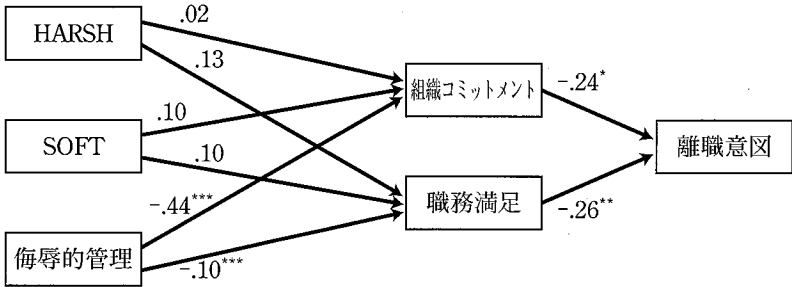 HARSH
.02
.13
組織コミットメント
-.24*
.10
SOFT
.10
離職意図
-.44***
職務満足
-.26**
侮辱的管理
-.10***